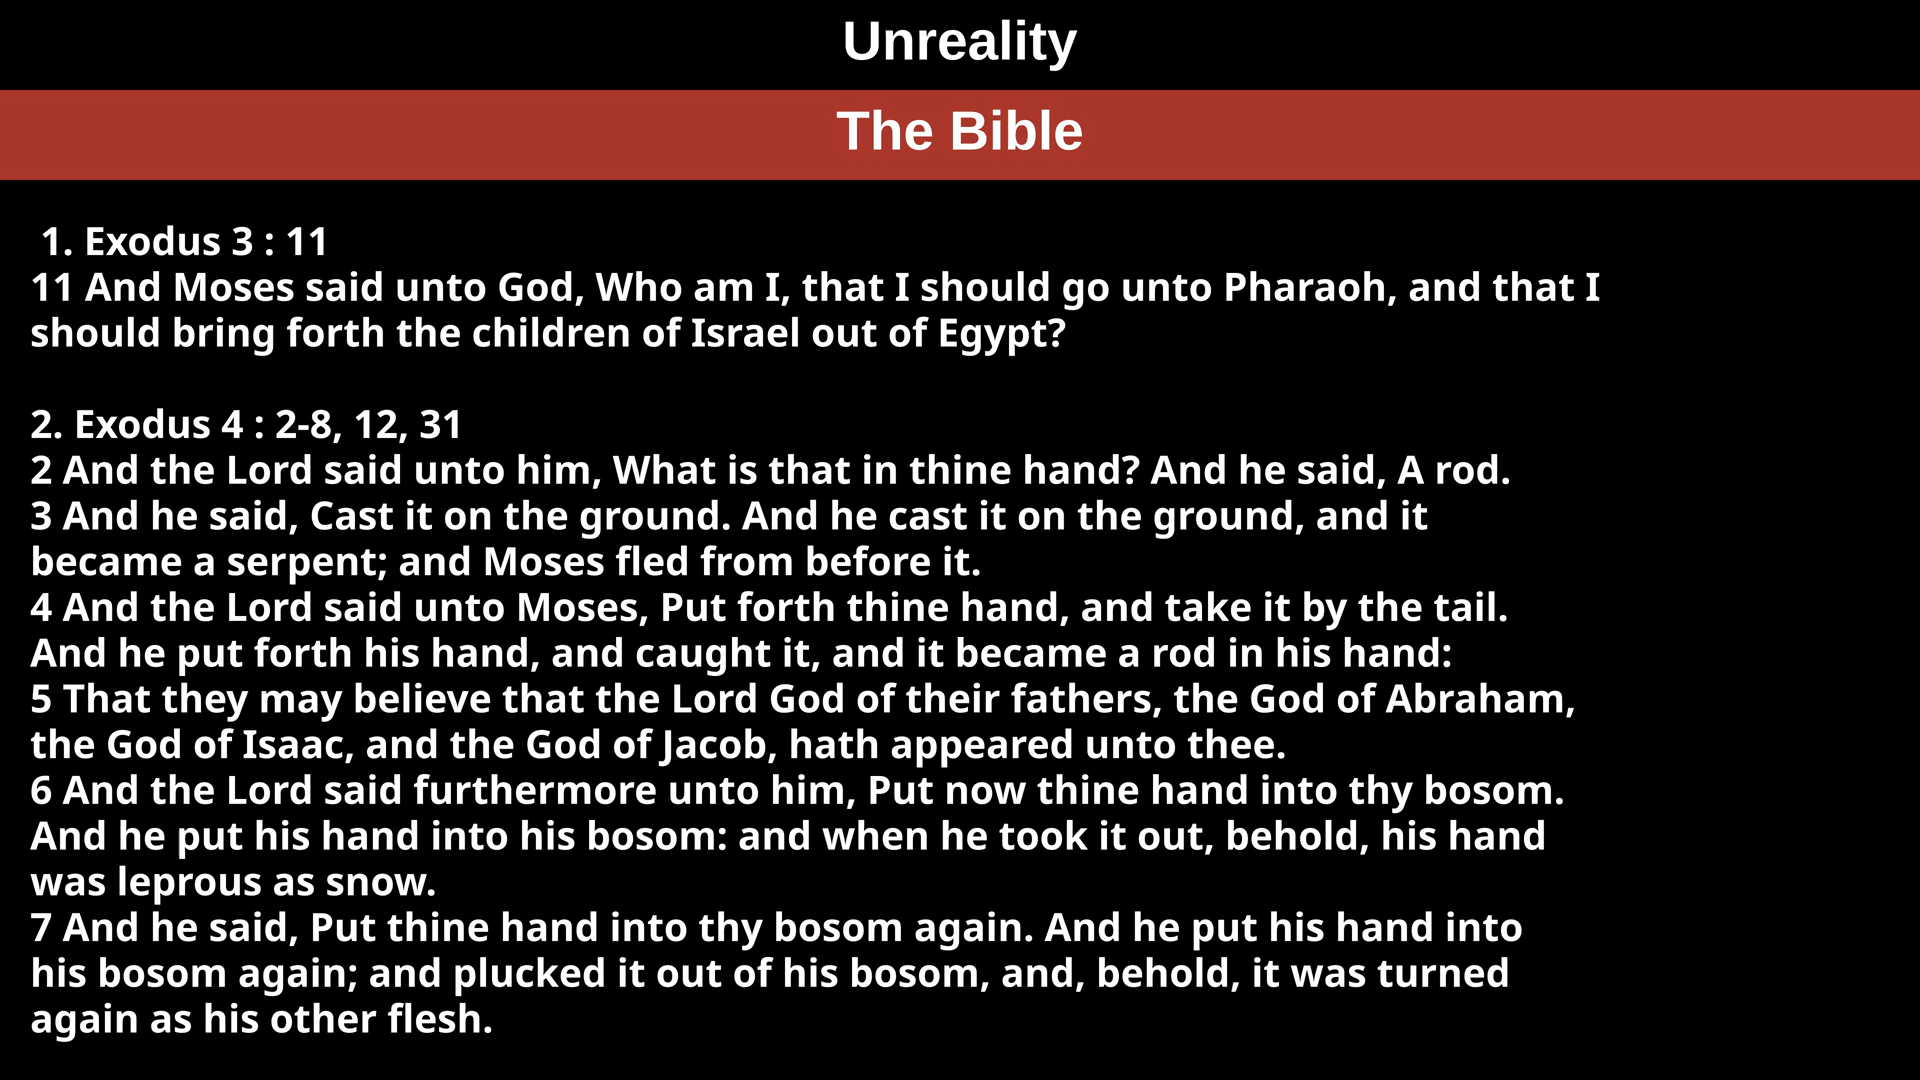 Unreality
The Bible
1. Exodus 3 : 11
11 And Moses said unto God, Who am I, that I should go unto Pharaoh, and that I
should bring forth the children of Israel out of Egypt?
2. Exodus 4 : 2-8, 12, 31
2 And the Lord said unto him, What is that in thine hand? And he said, A rod.
3 And he said, Cast it on the ground. And he cast it on the ground, and it
became a serpent; and Moses fled from before it.
4 And the Lord said unto Moses, Put forth thine hand, and take it by the tail.
And he put forth his hand, and caught it, and it became a rod in his hand:
5 That they may believe that the Lord God of their fathers, the God of Abraham,
the God of Isaac, and the God of Jacob, hath appeared unto thee.
6 And the Lord said furthermore unto him, Put now thine hand into thy bosom.
And he put his hand into his bosom: and when he took it out, behold, his hand
was leprous as snow.
7 And he said, Put thine hand into thy bosom again. And he put his hand into
his bosom again; and plucked it out of his bosom, and, behold, it was turned
again as his other flesh.